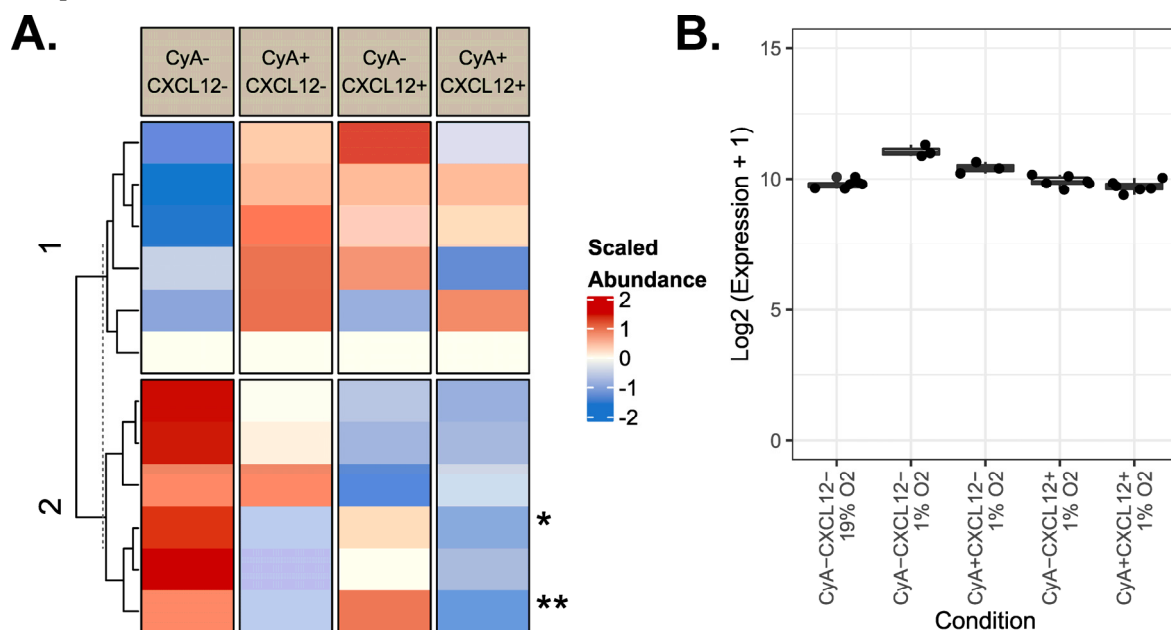 A.
CyA-
CXCL12-
CyA+
CXCL12-
CyA-
CXCL12+
CyA+
CXCL12+
1
2
*
**
Scaled
Abundance
2
1
0
-1
-2
B.
Log2 (Expression + 1)
15
10
5
0
CyA−CXCL12−
19% O2
CyA−CXCL12−
1% O2
CyA+CXCL12−
1% O2
CyA−CXCL12+
1% O2
CyA+CXCL12+
1% O2
Condition